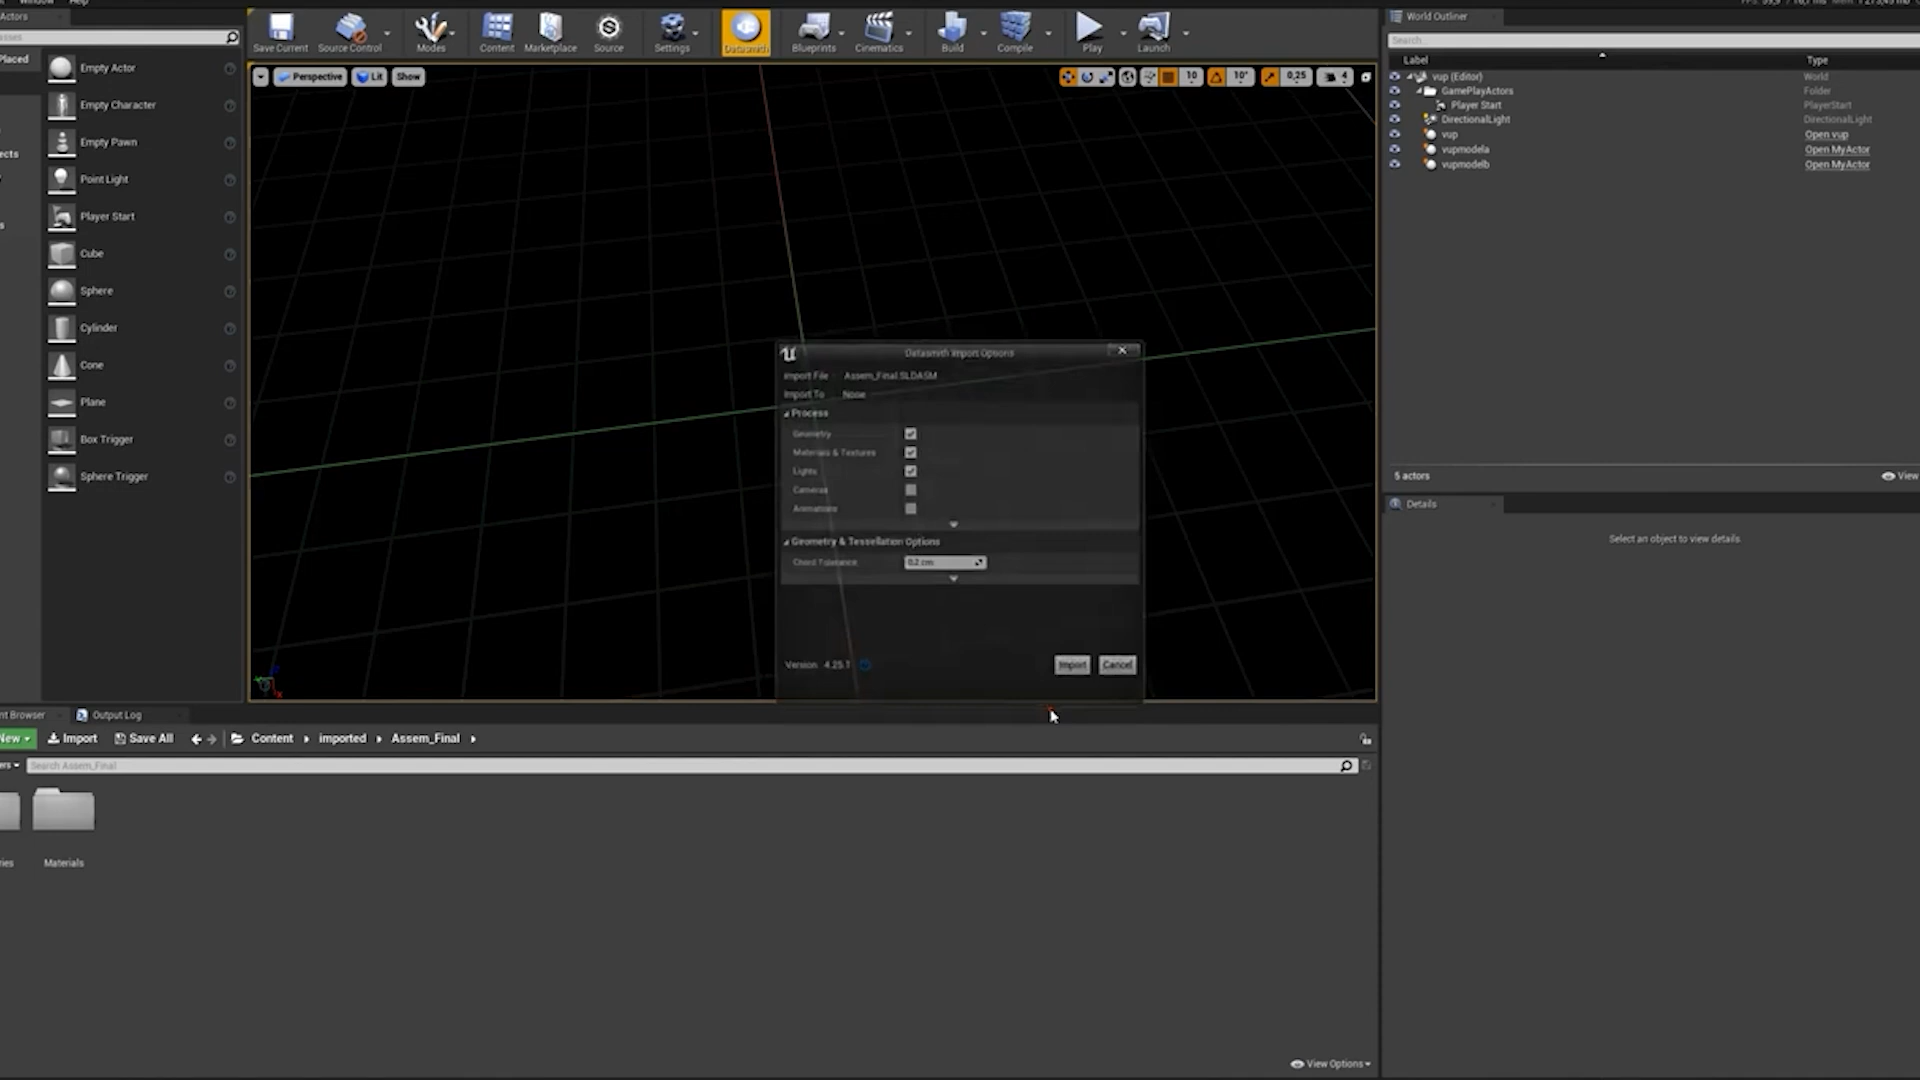 Window Help
Actors
Placed
Empty Actor
Empty Character
Empty Pawn
Point Light
Player Start
Cube
Sphere
Cylinder
Cone
Plane
Box Trigger
Sphere Trigger
Save Current Source Control Modes Content Marketplace Source Settings Datasmith Blueprints Cinematics Build Compile Play Launch
Perspective Lit Show
10 10° 0,25 4
Datasmith Import Options
Import File Assem_Final.SLDASM
Import To None
Process
Geometry
Materials & Textures
Lights
Cameras
Animations
Geometry & Tessellation Options
Chord Tolerance 0,2 cm
Version 4.25.1
Import Cancel
World Outliner
Search
Label Type
vup (Editor) World
GamePlayActors Folder
Player Start PlayerStart
DirectionalLight DirectionalLight
vup Open vup
vupmodela Open MyActor
vupmodelb Open MyActor
5 actors View
Details
Select an object to view details
nt Browser Output Log
New Import Save All Content imported Assem_Final
Search Assem_Final
Materials
View Options